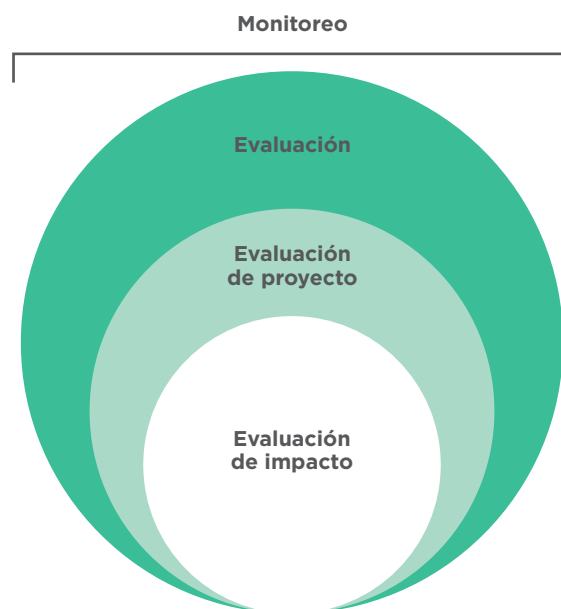 Monitoreo
Evaluación
Evaluación
de proyecto
Evaluación
de impacto